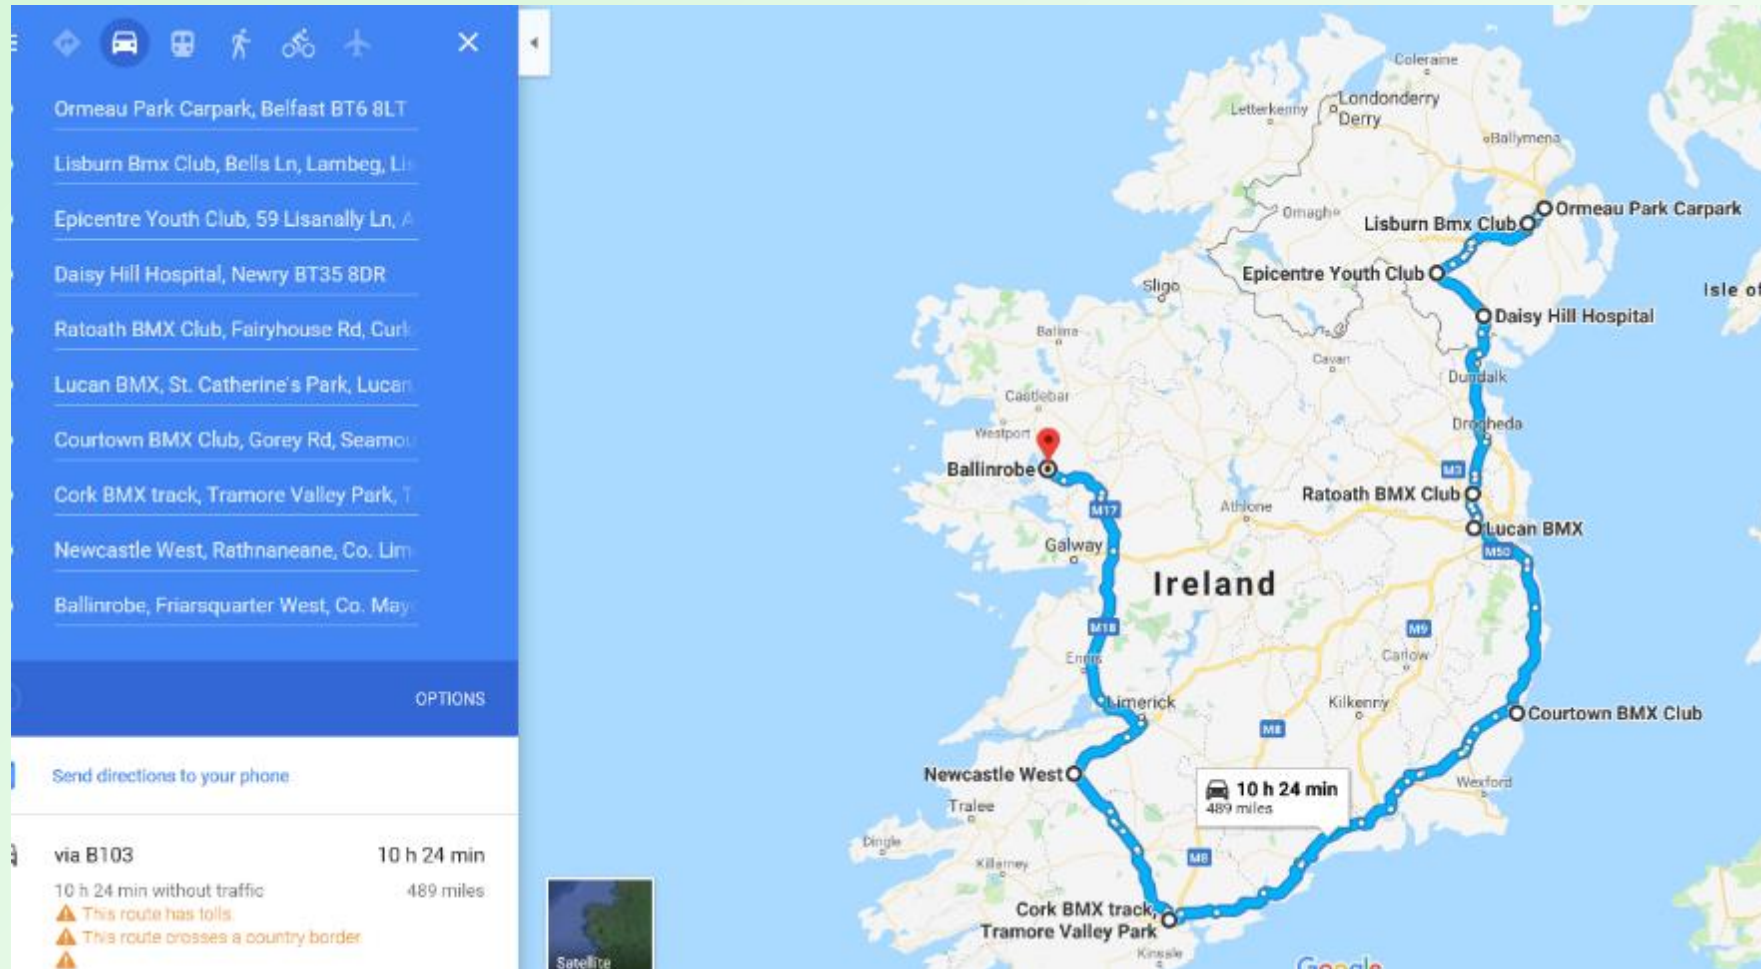 Ormeau Park Carpark, Belfast BT6 8LT
Lisburn Bmx Club, Bells Ln, Lambeg, Lis
Epicentre Youth Club, 59 Lisanally Ln, A
Daisy Hill Hospital, Newry BT35 8DR
Ratoath BMX Club, Fairyhouse Rd, Curk
Lucan BMX, St. Catherine's Park, Lucan
Courtown BMX Club, Gorey Rd, Seamou
Cork BMX track, Tramore Valley Park, T
Newcastle West, Rathnaneane, Co. Lim
Ballinrobe, Friarsquarter West, Co. Mayo
OPTIONS
Send directions to your phone
via B103
10 h 24 min
10 h 24 min without traffic
489 miles
This route has tolls.
This route crosses a country border.
Satellite
Coleraine
Letterkenny
Londonderry
Derry
Ballymena
Omagh
Ormeau Park Carpark
Lisburn Bmx Club
Epicentre Youth Club
Sligo
Isle of
Daisy Hill Hospital
Ballina
Cavan
Dundalk
Castlebar
Westport
Drogheda
Ballinrobe
M3
Ratoath BMX Club
M17
Athlone
Lucan BMX
Galway
M50
Ireland
M18
M9
Ennis
Carlow
Limerick
Kilkenny
Courtown BMX Club
M8
Newcastle West
10 h 24 min
489 miles
Wexford
Tralee
Dingle
Killarney
M8
Cork BMX track,
Tramore Valley Park
Kinsale
Google